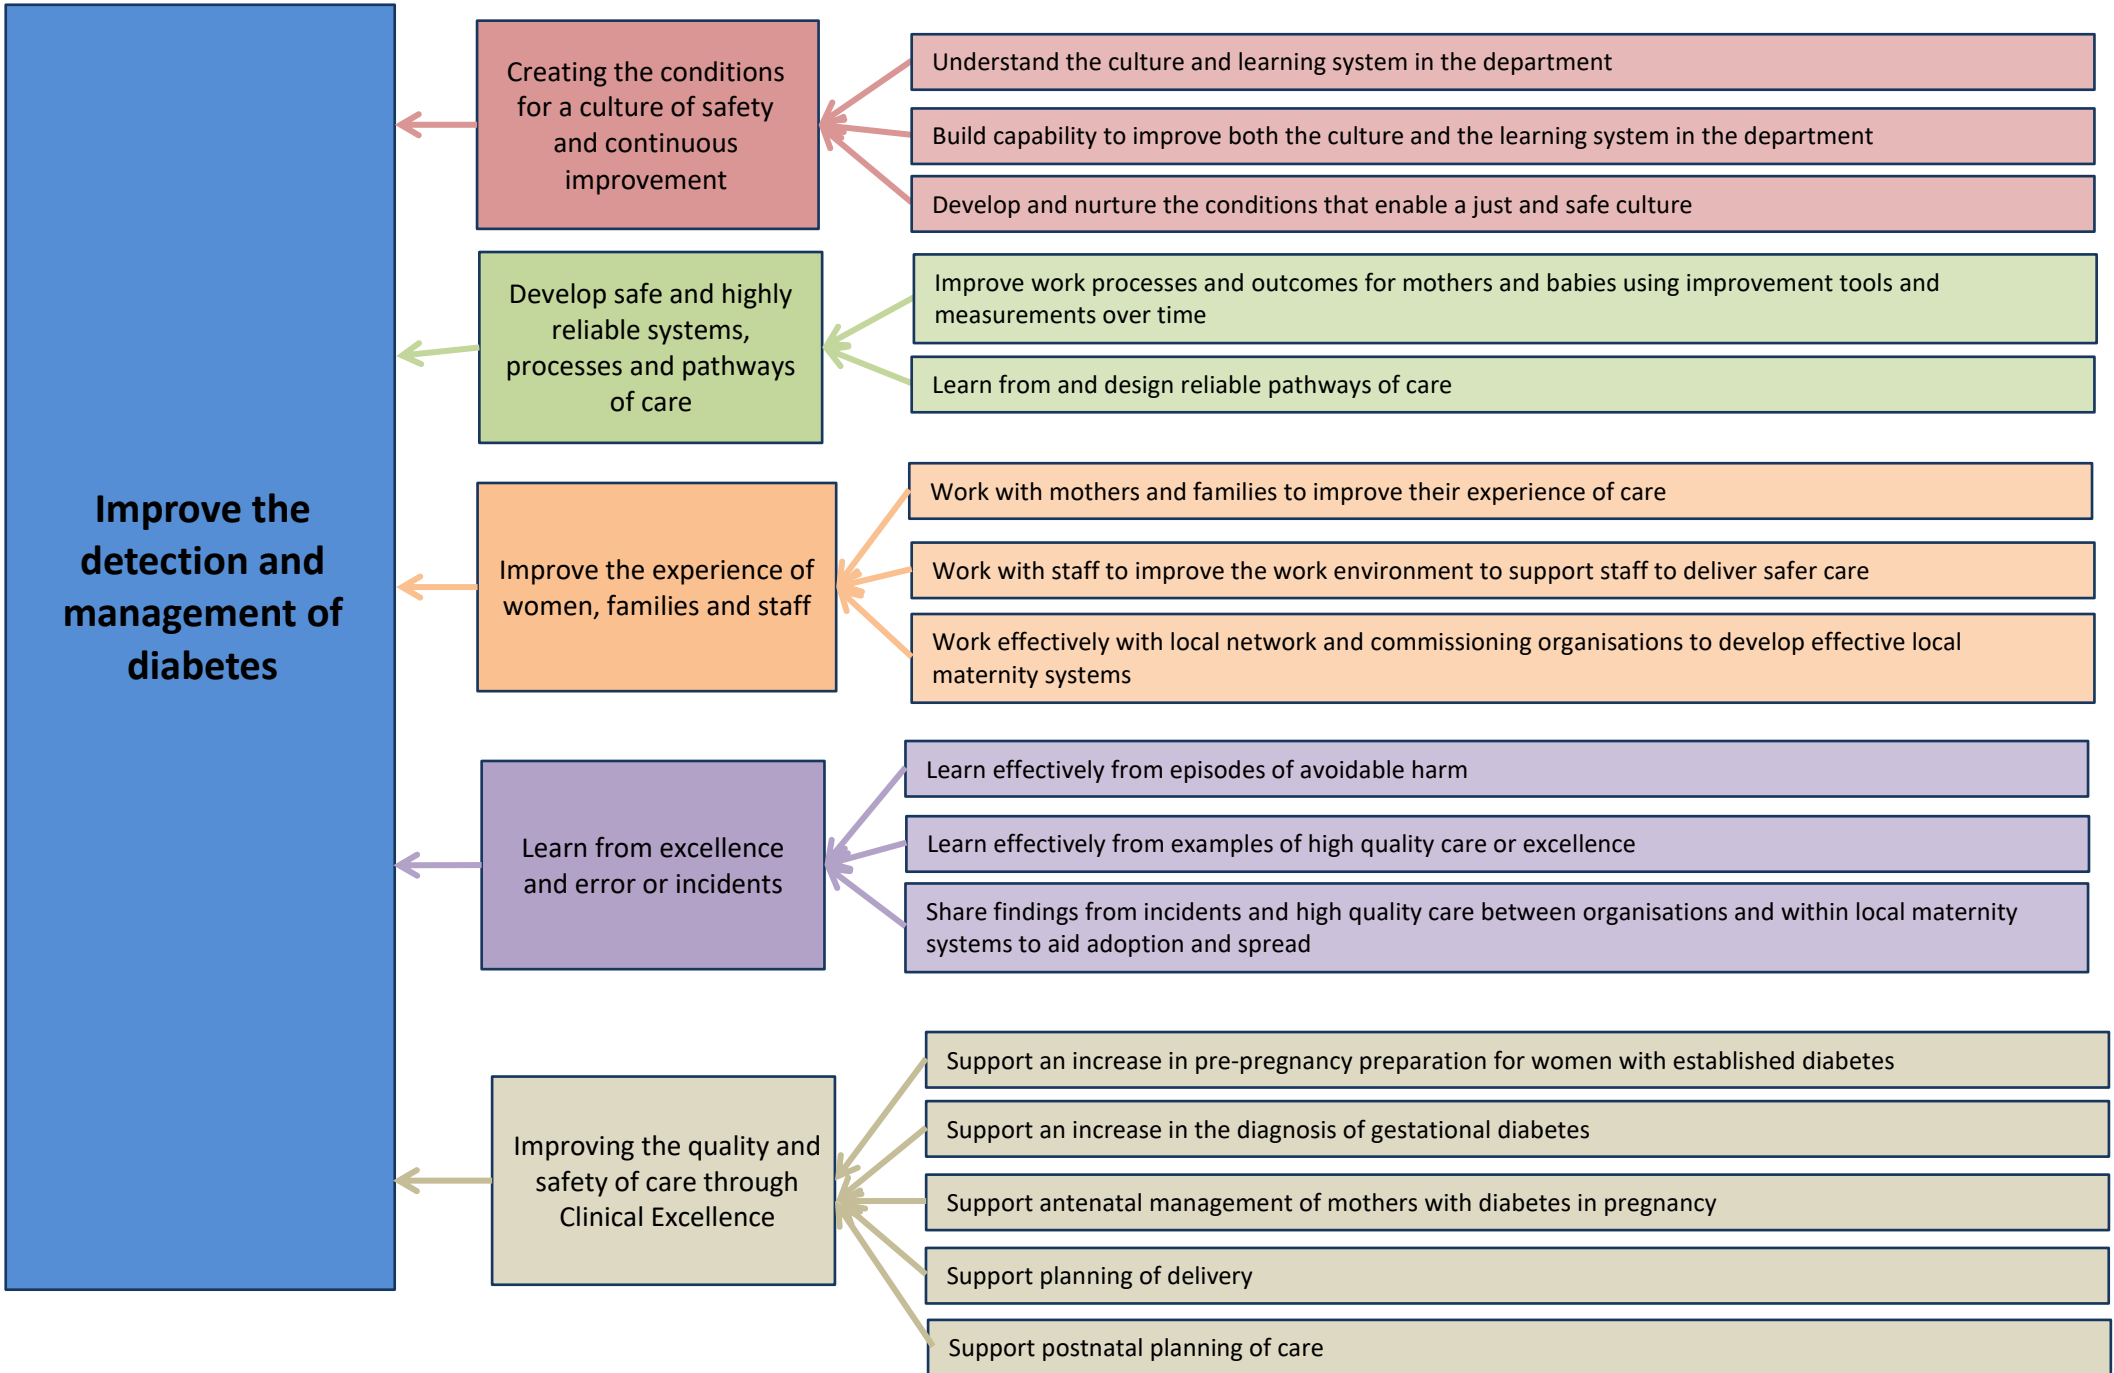 Improve the
detection and
management of
diabetes
Creating the conditions
for a culture of safety
and continuous
improvement
Understand the culture and learning system in the department
Build capability to improve both the culture and the learning system in the department
Develop and nurture the conditions that enable a just and safe culture
Develop safe and highly
reliable systems,
processes and pathways
of care
Improve work processes and outcomes for mothers and babies using improvement tools and
measurements over time
Learn from and design reliable pathways of care
Improve the experience of
women, families and staff
Work with mothers and families to improve their experience of care
Work with staff to improve the work environment to support staff to deliver safer care
Work effectively with local network and commissioning organisations to develop effective local
maternity systems
Learn from excellence
and error or incidents
Learn effectively from episodes of avoidable harm
Learn effectively from examples of high quality care or excellence
Share findings from incidents and high quality care between organisations and within local maternity
systems to aid adoption and spread
Improving the quality and
safety of care through
Clinical Excellence
Support an increase in pre-pregnancy preparation for women with established diabetes
Support an increase in the diagnosis of gestational diabetes
Support antenatal management of mothers with diabetes in pregnancy
Support planning of delivery
Support postnatal planning of care